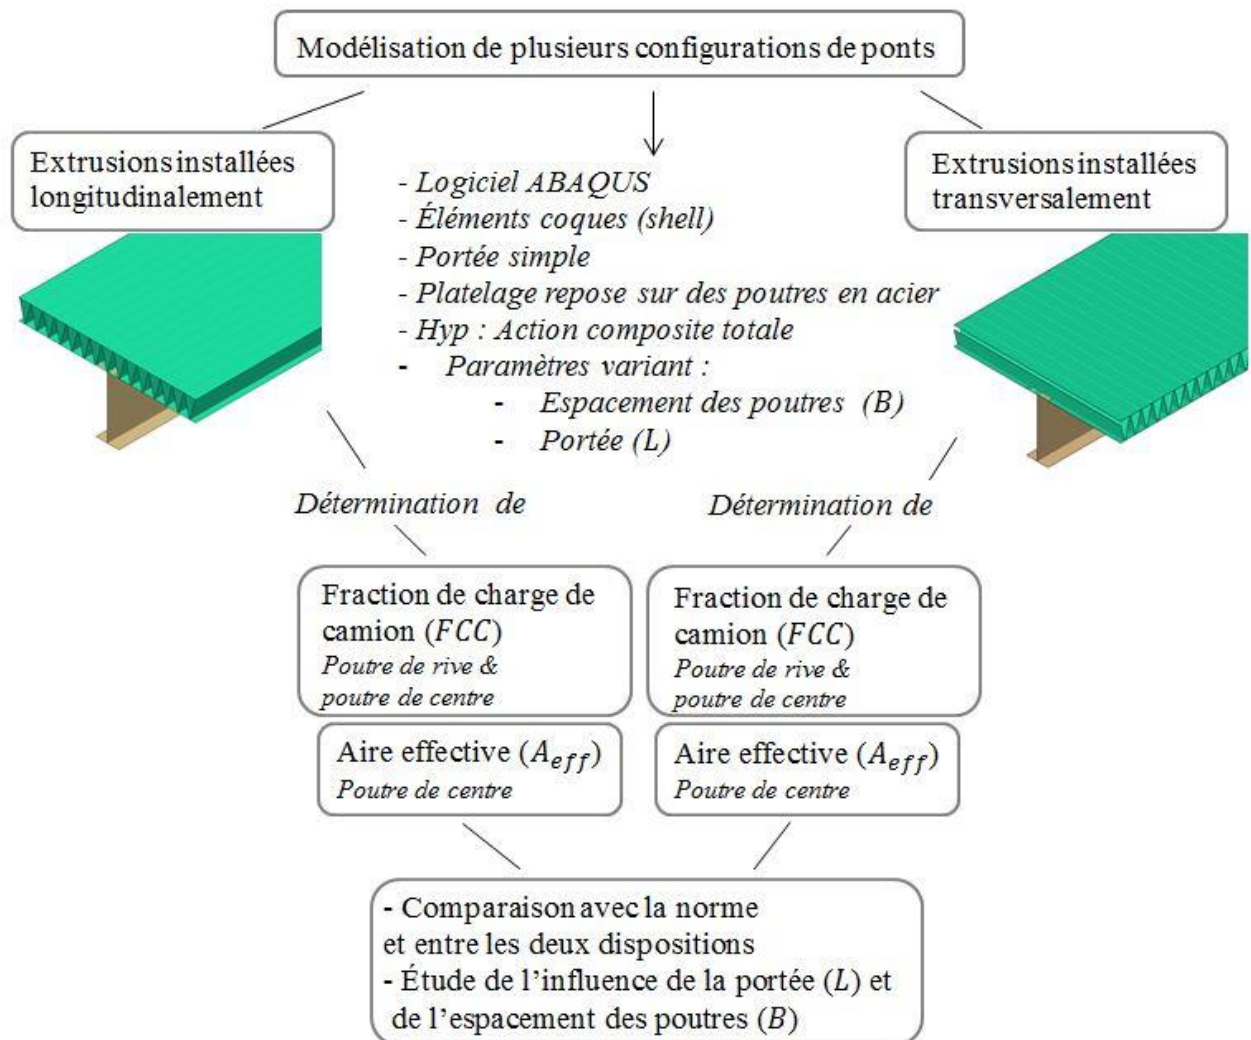 Modélisation de plusieurs configurations de ponts
Extrusions installées
longitudinalement
- Logiciel ABAQUS
- Éléments coques (shell)
- Portée simple
- Platelage repose sur des poutres en acier
- Hyp : Action composite totale
- Paramètres variant :
- Espacement des poutres (B)
- Portée (L)
Extrusions installées
transversalement
Détermination de
Fraction de charge de
camion (FCC)
Poutre de rive &
poutre de centre
Aire effective (A_eff)
Poutre de centre
Détermination de
Fraction de charge de
camion (FCC)
Poutre de rive &
poutre de centre
Aire effective (A_eff)
Poutre de centre
- Comparaison avec la norme
et entre les deux dispositions
- Étude de l’influence de la portée (L) et
de l’espacement des poutres (B)